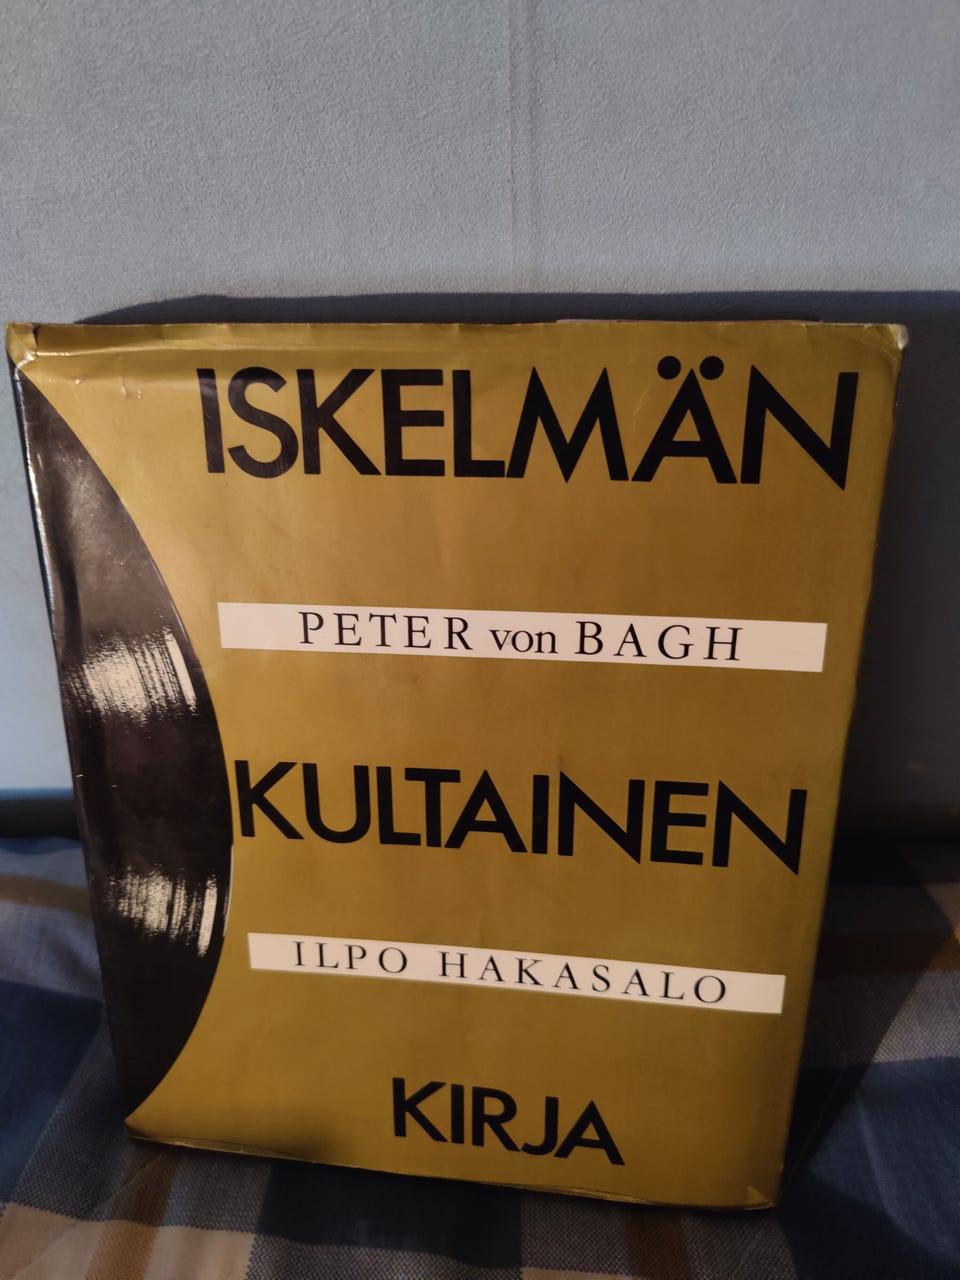 ISKELMÄN
PETER von BAGH
KULTAINEN
ILPO HAKASALO
KIRJA